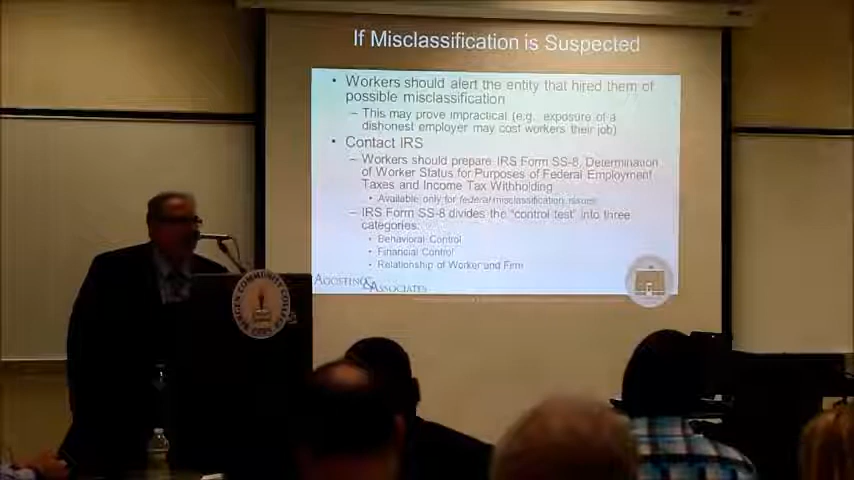 If Misclassification is Suspected
• Workers should alert the entity that hired them of
possible misclassification
– This may prove impractical (e.g., exposure of a
dishonest employer may cost workers their job)
• Contact IRS
– Workers should prepare IRS Form SS-8, Determination
of Worker Status for Purposes of Federal Employment
Taxes and Income Tax Withholding
• Available only for federal misclassification issues
– IRS Form SS-8 divides the "control test" into three
categories:
• Behavioral Control
• Financial Control
• Relationship of Worker and Firm
AGOSTINO
& ASSOCIATES
BERGEN COMMUNITY COLLEGE